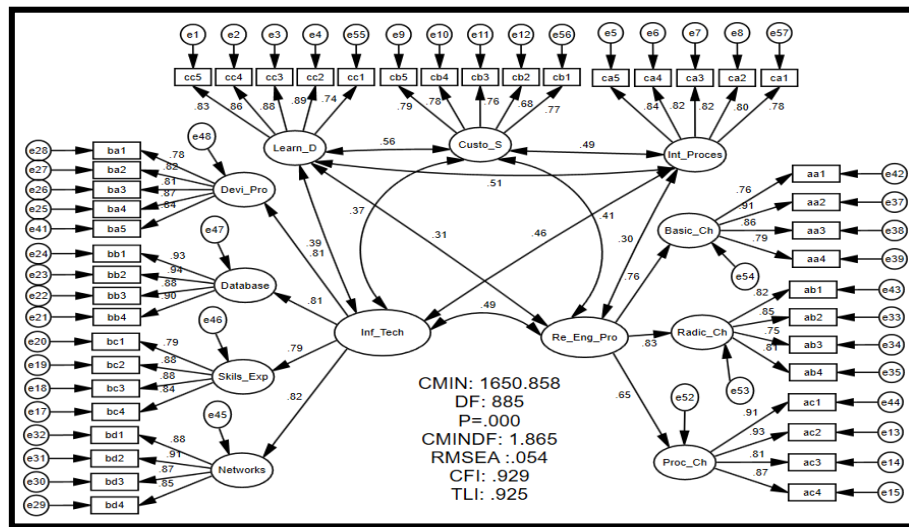 e1 e2 e3 e4 e55 e9 e10 e11 e12 e56 e5 e6 e7 e8 e57
cc5 cc4 cc3 cc2 cc1 cb5 cb4 cb3 cb2 cb1 ca5 ca4 ca3 ca2 ca1
.83 .86 .88 .89 .74 .79 .78 .76 .68 .77 .84 .82 .82 .80 .78
Learn_D .56 Custo_S .49 Int_Proces
.51
e28 ba1 .78 e48
e27 ba2 .82
e26 ba3 .81 Devi_Pro
e25 ba4 .87
e41 ba5 .84
.37 .31 .46 .41 .30
.39
.81
aa1 e42 .76
aa2 e37 .91
Basic_Ch .86 aa3 e38
.79 aa4 e39
.76 e54
e24 bb1 .93 e47
e23 bb2 .94 Database
e22 bb3 .88
e21 bb4 .90
.81
.82 ab1 e43
.85 ab2 e33
Radic_Ch .75 ab3 e34
.81 ab4 e35
.83 e53
Inf_Tech .49 Re_Eng_Pro
e20 bc1 .79 e46
e19 bc2 .88
e18 bc3 .88 Skils_Exp
e17 bc4 .84
.79
e32 bd1 .88 e45
e31 bd2 .91
e30 bd3 .87 Networks
e29 bd4 .85
.82
.65 e52
.91 ac1 e44
.93 ac2 e13
Proc_Ch .81 ac3 e14
.87 ac4 e15
CMIN: 1650.858
DF: 885
P=.000
CMINDF: 1.865
RMSEA :.054
CFI: .929
TLI: .925